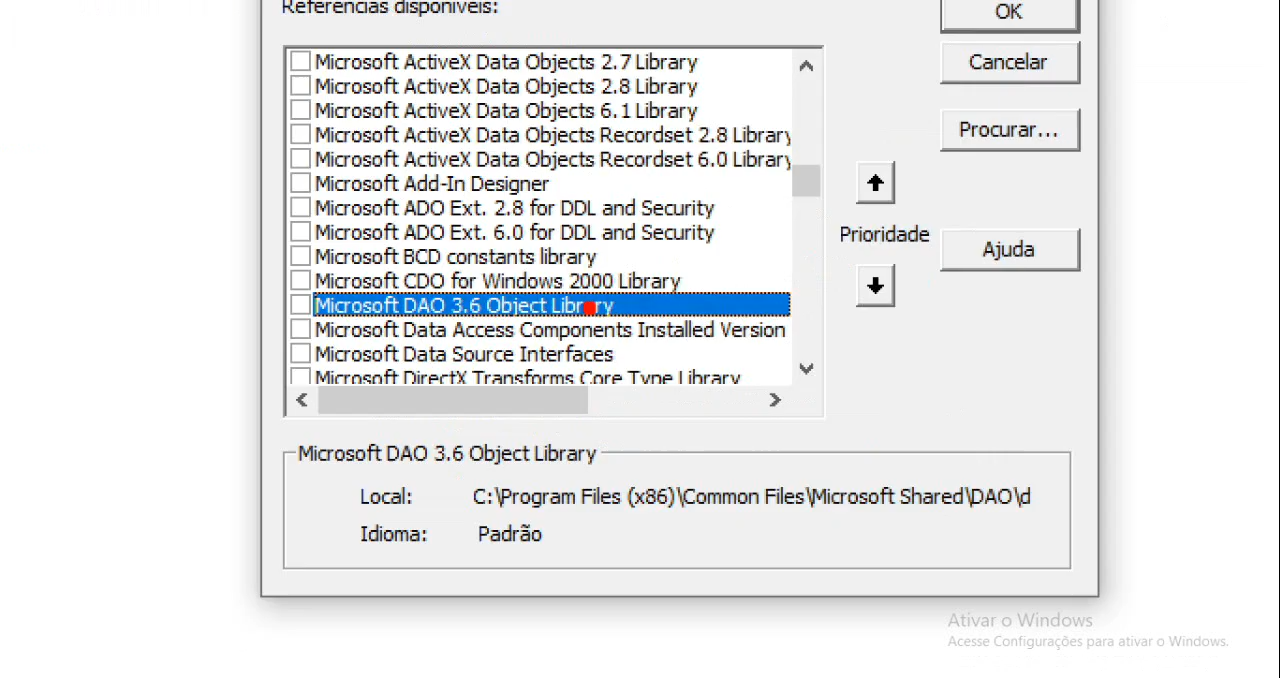 Referências disponíveis:
OK
Microsoft ActiveX Data Objects 2.7 Library
Microsoft ActiveX Data Objects 2.8 Library
Cancelar
Microsoft ActiveX Data Objects 6.1 Library
Microsoft ActiveX Data Objects Recordset 2.8 Library
Procurar...
Microsoft ActiveX Data Objects Recordset 6.0 Library
Microsoft Add-In Designer
Microsoft ADO Ext. 2.8 for DDL and Security
Microsoft ADO Ext. 6.0 for DDL and Security
Prioridade
Microsoft BCD constants library
Ajuda
Microsoft CDO for Windows 2000 Library
Microsoft DAO 3.6 Object Library
Microsoft Data Access Components Installed Version
Microsoft Data Source Interfaces
Microsoft DirectX Transforms Core Type Library
Microsoft DAO 3.6 Object Library
Local: C:\Program Files (x86)\Common Files\Microsoft Shared\DAO\d
Idioma: Padrão
Ativar o Windows
Acesse Configurações para ativar o Windows.